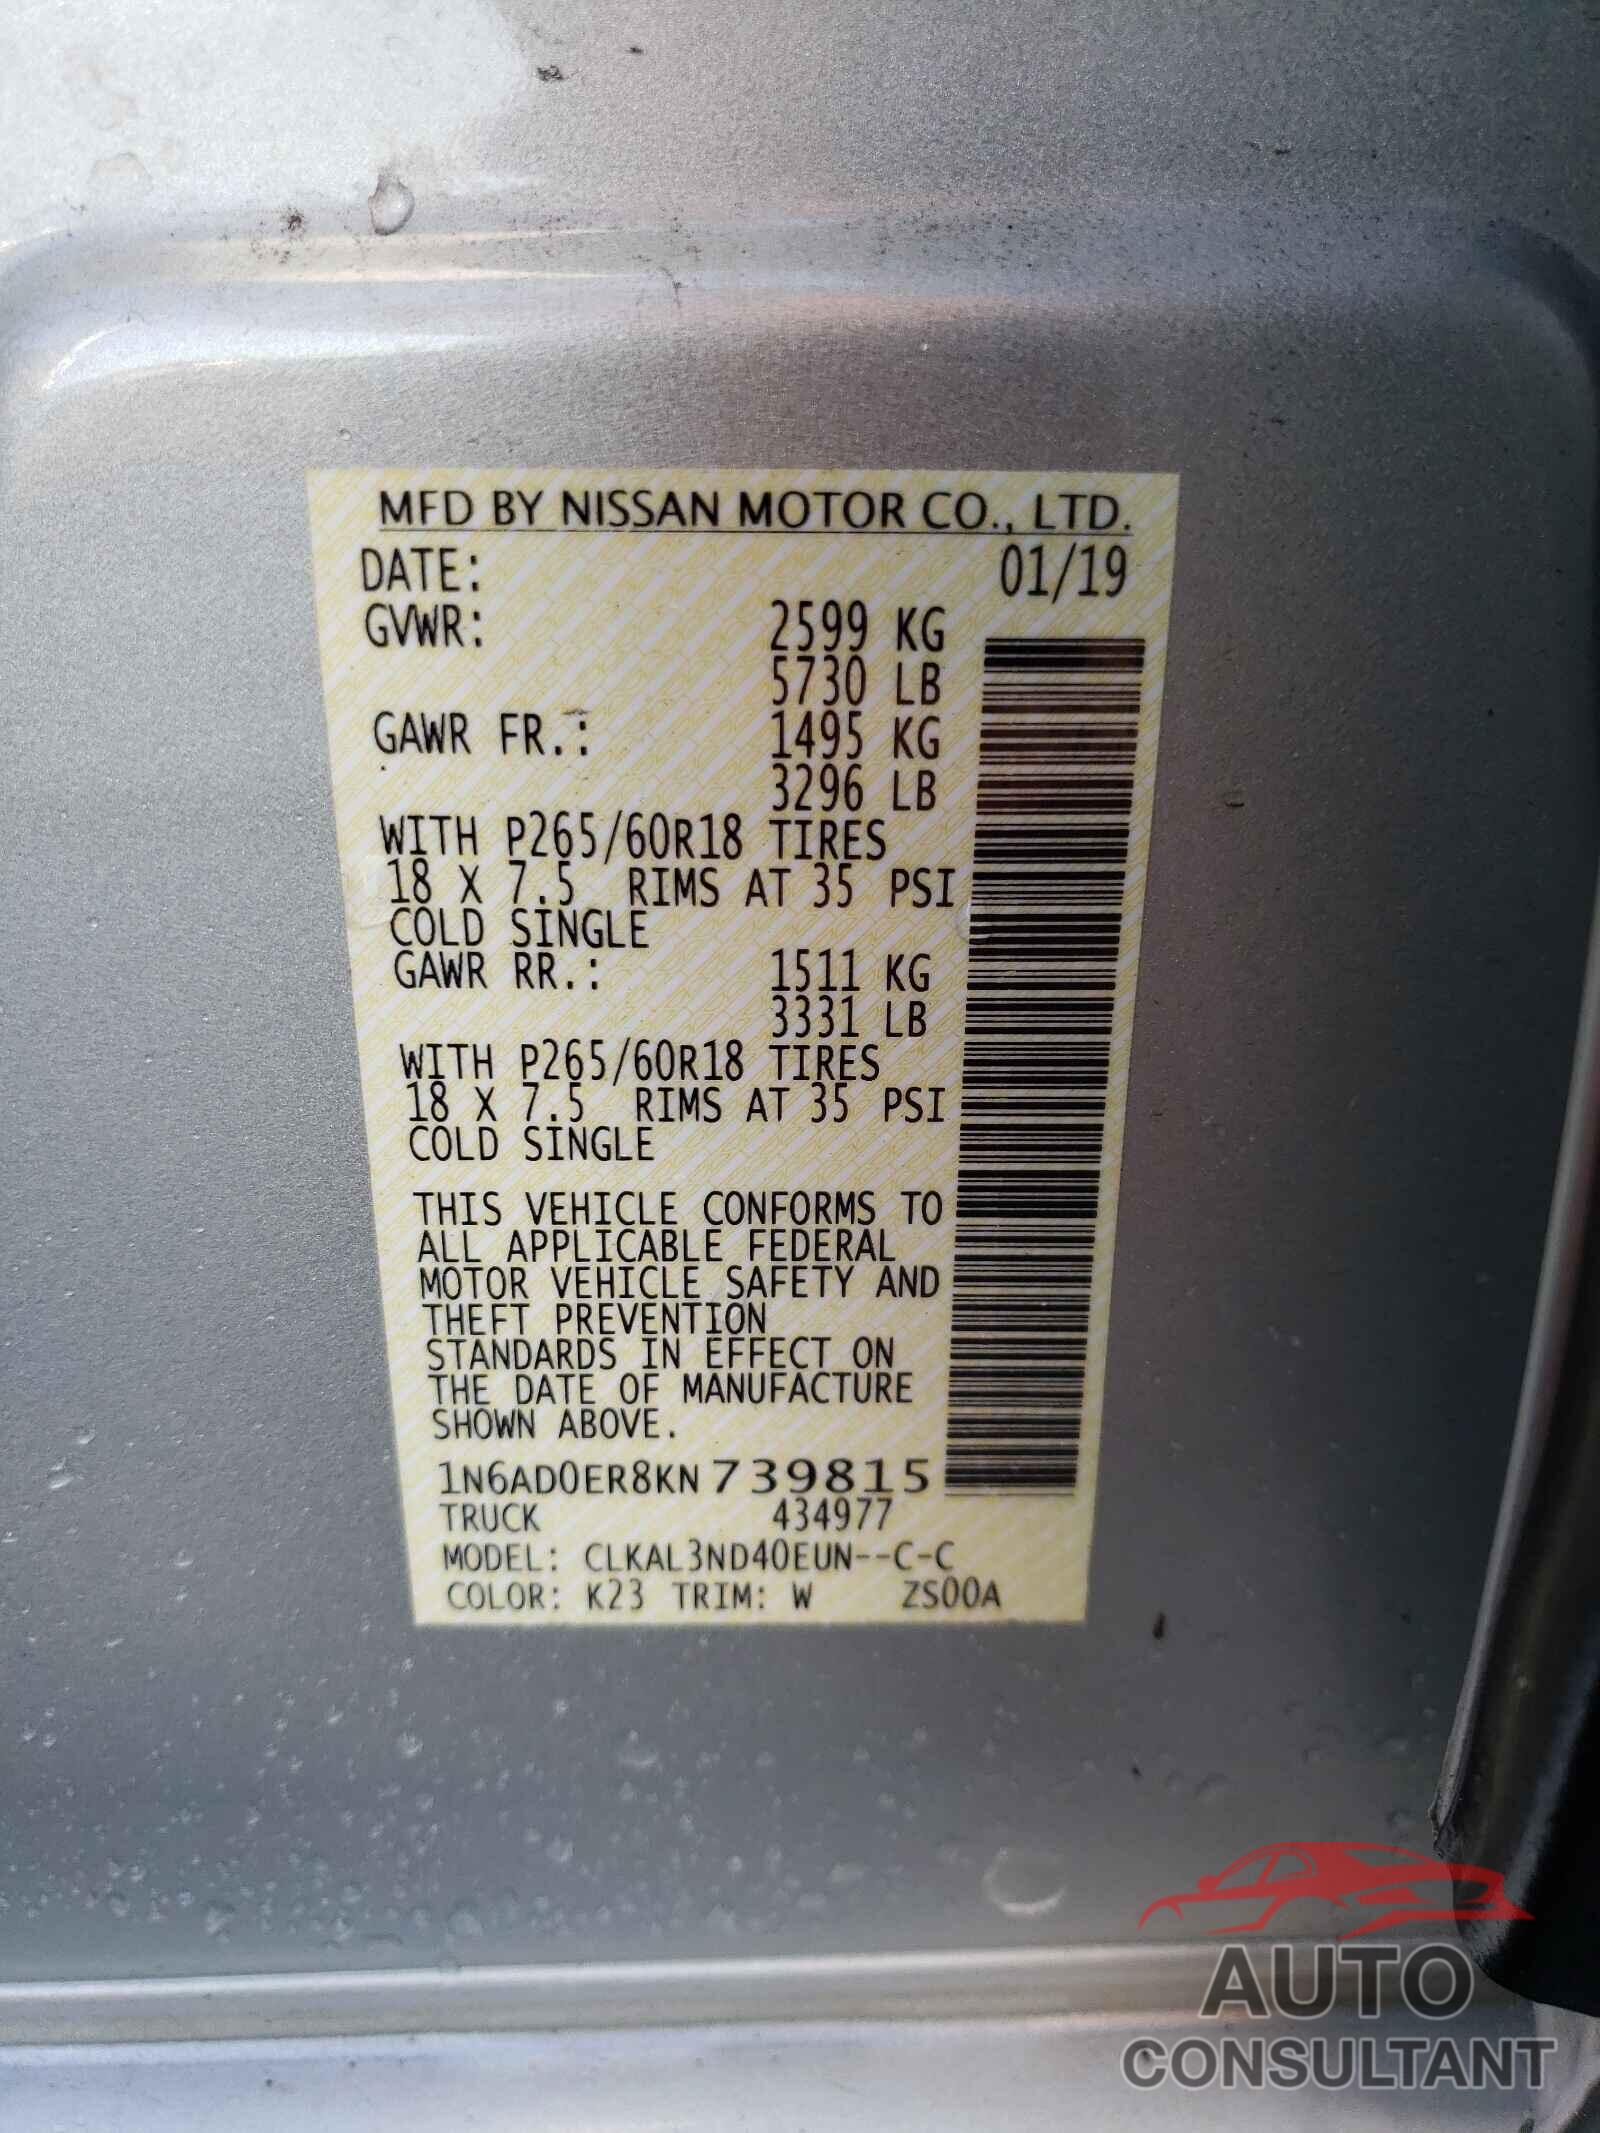 MFD BY NISSAN MOTOR CO., LTD.
DATE: 01/19
GVWR: 2599 KG
5730 LB
GAWR FR.: 1495 KG
3296 LB
WITH P265/60R18 TIRES
18 X 7.5 RIMS AT 35 PSI
COLD SINGLE
GAWR RR.: 1511 KG
3331 LB
WITH P265/60R18 TIRES
18 X 7.5 RIMS AT 35 PSI
COLD SINGLE
THIS VEHICLE CONFORMS TO
ALL APPLICABLE FEDERAL
MOTOR VEHICLE SAFETY AND
THEFT PREVENTION
STANDARDS IN EFFECT ON
THE DATE OF MANUFACTURE
SHOWN ABOVE.
1N6AD0ER8KN739815
TRUCK 434977
MODEL: CLKAL3ND40EUN--C-C
COLOR: K23 TRIM: W ZS00A
AUTO
CONSULTANT